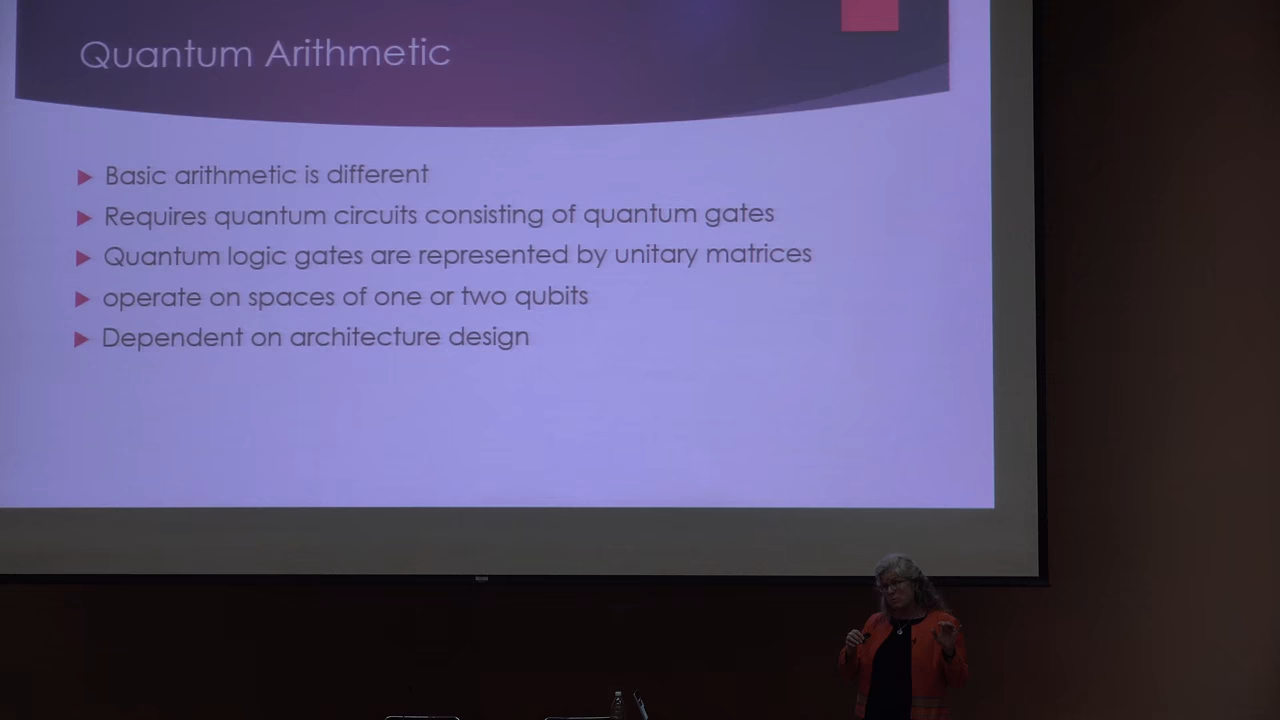 Quantum Arithmetic
Basic arithmetic is different
Requires quantum circuits consisting of quantum gates
Quantum logic gates are represented by unitary matrices
operate on spaces of one or two qubits
Dependent on architecture design